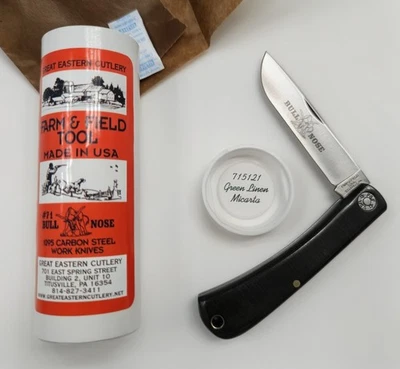 GREAT EASTERN CUTLERY
FARM & FIELD
TOOL
MADE IN USA
#71
BULL NOSE
1095 CARBON STEEL
WORK KNIVES
GREAT EASTERN CUTLERY
701 EAST SPRING STREET
BUILDING 2, UNIT 10
TITUSVILLE, PA 16354
814-827-3411
WWW.GREATEASTERNCUTLERY.NET
715121
Green Linen
Micarta
BULL NOSE